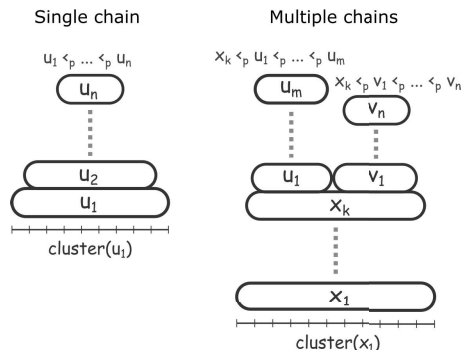 Single chain
u₁ <ₚ ... <ₚ uₙ
uₙ
u₂
u₁
cluster(u₁)
Multiple chains
xₖ <ₚ u₁ <ₚ ... <ₚ uₘ
xₖ <ₚ v₁ <ₚ ... <ₚ vₙ
uₘ
vₙ
u₁
v₁
xₖ
x₁
cluster(x₁)